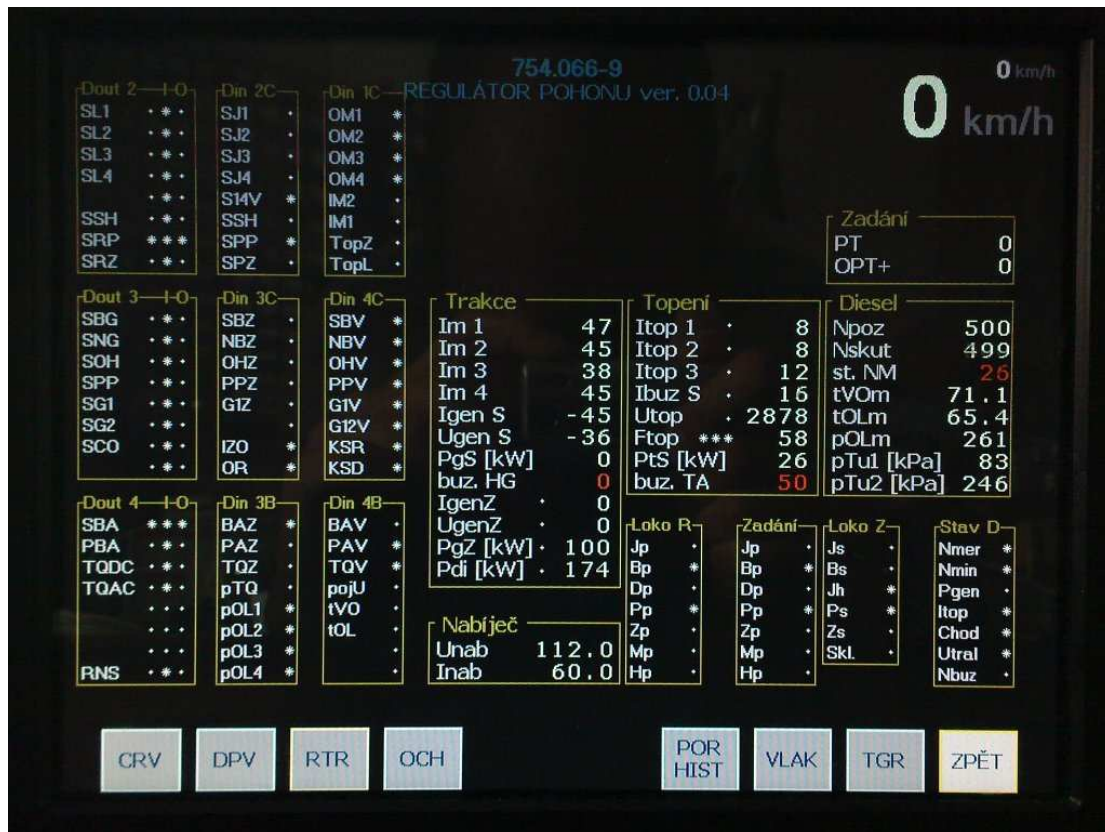 754.066-9
REGULÁTOR POHONU ver. 0.04
0 km/h
0 km/h
Dout 2 I-O
SL1 · * ·
SL2 · * ·
SL3 · * ·
SL4 · * ·
· * ·
SSH · * ·
SRP * * *
SRZ · * ·
Din 2C
SJ1 ·
SJ2 ·
SJ3 ·
SJ4 ·
S14V *
SSH ·
SPP *
SPZ ·
Din 1C
OM1 *
OM2 *
OM3 *
OM4 *
IM2 ·
IM1 ·
TopZ ·
TopL ·
Zadání
PT 0
OPT+ 0
Dout 3 I-O
SBG · * ·
SNG · * ·
SOH · * ·
SPP · * ·
SG1 · * ·
SG2 · * ·
SCO · * ·
· * ·
Din 3C
SBZ ·
NBZ ·
OHZ ·
PPZ ·
G1Z ·
·
IZO *
OR *
Din 4C
SBV *
NBV *
OHV *
PPV *
G1V *
G12V *
KSR *
KSD *
Trakce
Im 1 47
Im 2 45
Im 3 38
Im 4 45
Igen S -45
Ugen S -36
PgS [kW] 0
buz. HG 0
IgenZ · 0
UgenZ · 0
PgZ [kW] · 100
Pdi [kW] · 174
Topení
Itop 1 · 8
Itop 2 · 8
Itop 3 · 12
Ibuz S · 16
Utop · 2878
Ftop *** 58
PtS [kW] 26
buz. TA 50
Diesel
Npoz 500
Nskut 499
st. NM 26
tVOm 71.1
tOLm 65.4
pOLm 261
pTu1 [kPa] 83
pTu2 [kPa] 246
Dout 4 I-O
SBA * * *
PBA · * ·
TQDC · * ·
TQAC · * ·
· · ·
· · ·
· · ·
RNS · * ·
Din 3B
BAZ *
PAZ ·
TQZ ·
pTQ ·
pOL1 *
pOL2 *
pOL3 *
pOL4 *
Din 4B
BAV ·
PAV *
TQV *
pojU ·
tVO ·
tOL ·
·
·
Nabíječ
Unab 112.0
Inab 60.0
Loko R
Jp ·
Bp *
Dp ·
Pp *
Zp ·
Mp ·
Hp ·
Zadání
Jp ·
Bp *
Dp ·
Pp *
Zp ·
Mp ·
Hp ·
Loko Z
Js ·
Bs ·
Jh *
Ps *
Zs ·
Skl. ·
Stav D
Nmer *
Nmin *
Pgen ·
Itop *
Chod *
Utral *
Nbuz ·
CRV
DPV
RTR
OCH
POR
HIST
VLAK
TGR
ZPĚT